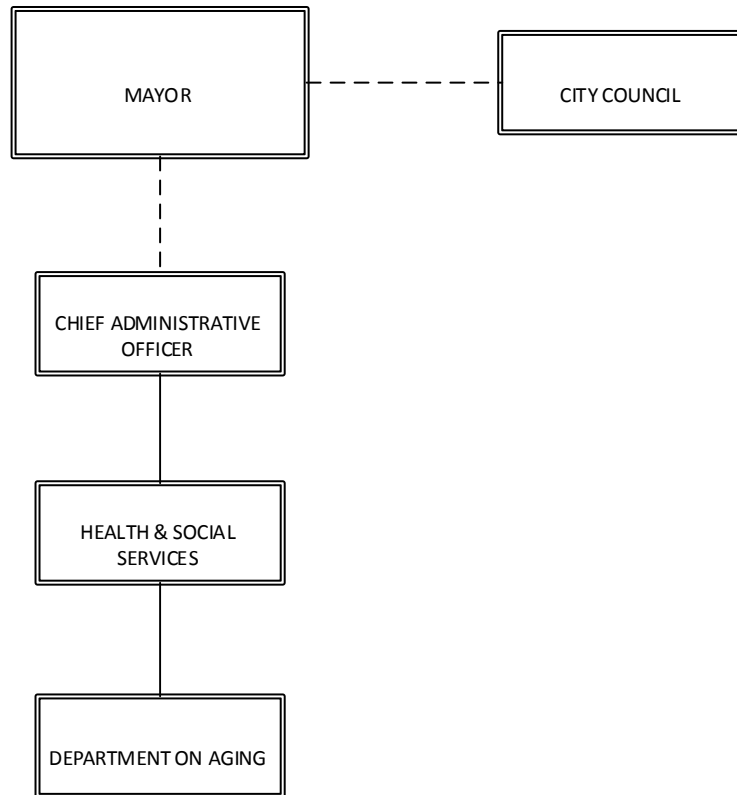 MAYOR
CITY COUNCIL
CHIEF ADMINISTRATIVE
OFFICER
HEALTH & SOCIAL
SERVICES
DEPARTMENT ON AGING